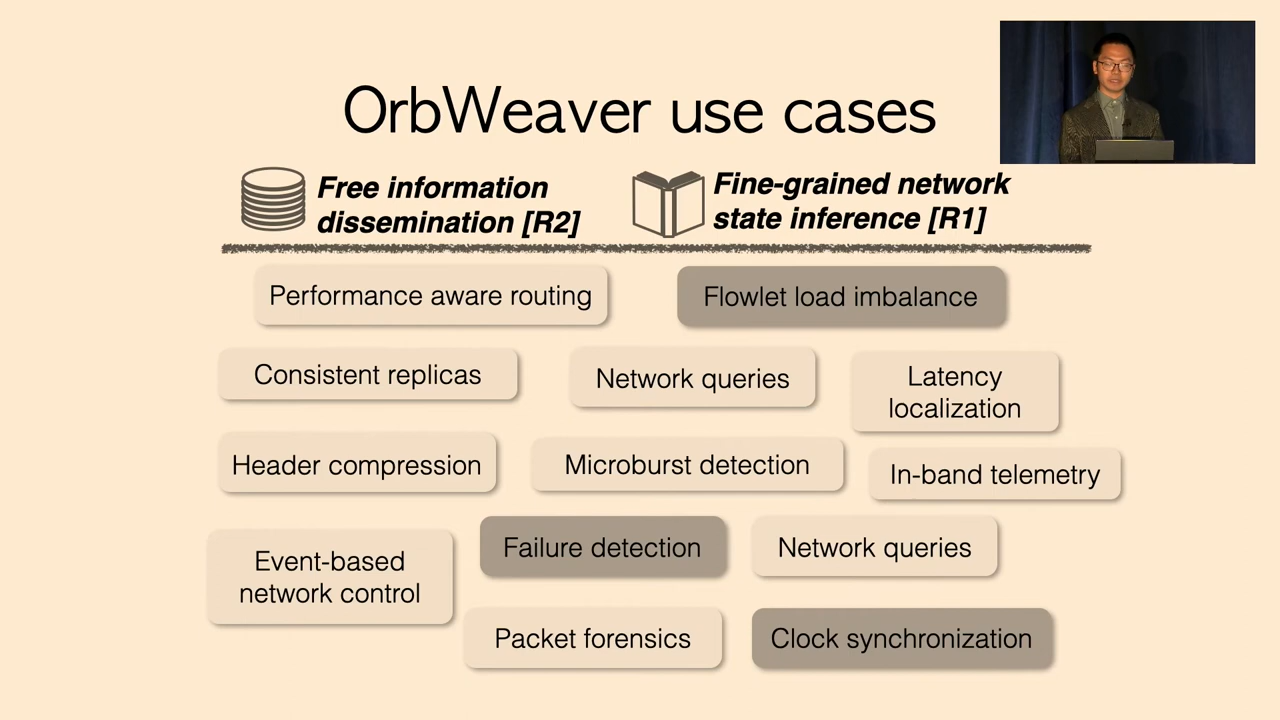 OrbWeaver use cases
Free information
dissemination [R2]
Fine-grained network
state inference [R1]
Performance aware routing
Flowlet load imbalance
Consistent replicas
Network queries
Latency
localization
Header compression
Microburst detection
In-band telemetry
Event-based
network control
Failure detection
Network queries
Packet forensics
Clock synchronization